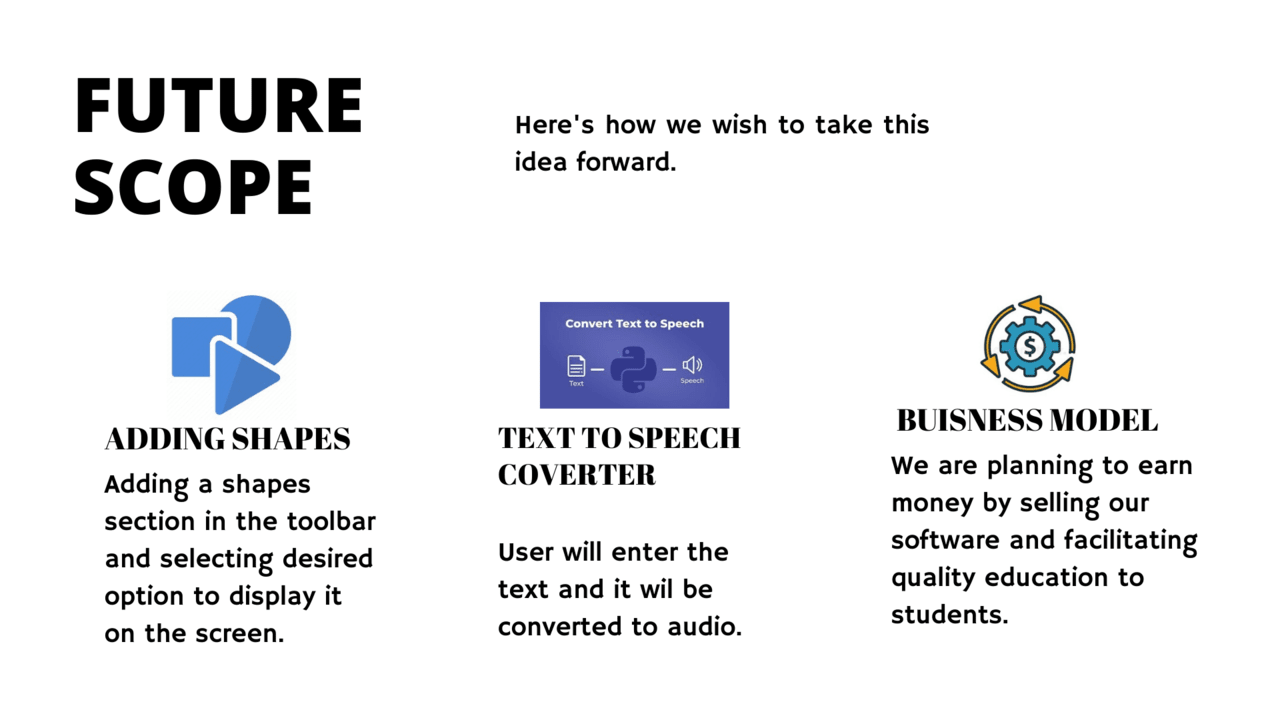 FUTURE
SCOPE
Here's how we wish to take this
idea forward.
ADDING SHAPES
Adding a shapes
section in the toolbar
and selecting desired
option to display it
on the screen.
Convert Text to Speech
Text
Speech
TEXT TO SPEECH
COVERTER
User will enter the
text and it wil be
converted to audio.
$
BUISNESS MODEL
We are planning to earn
money by selling our
software and facilitating
quality education to
students.